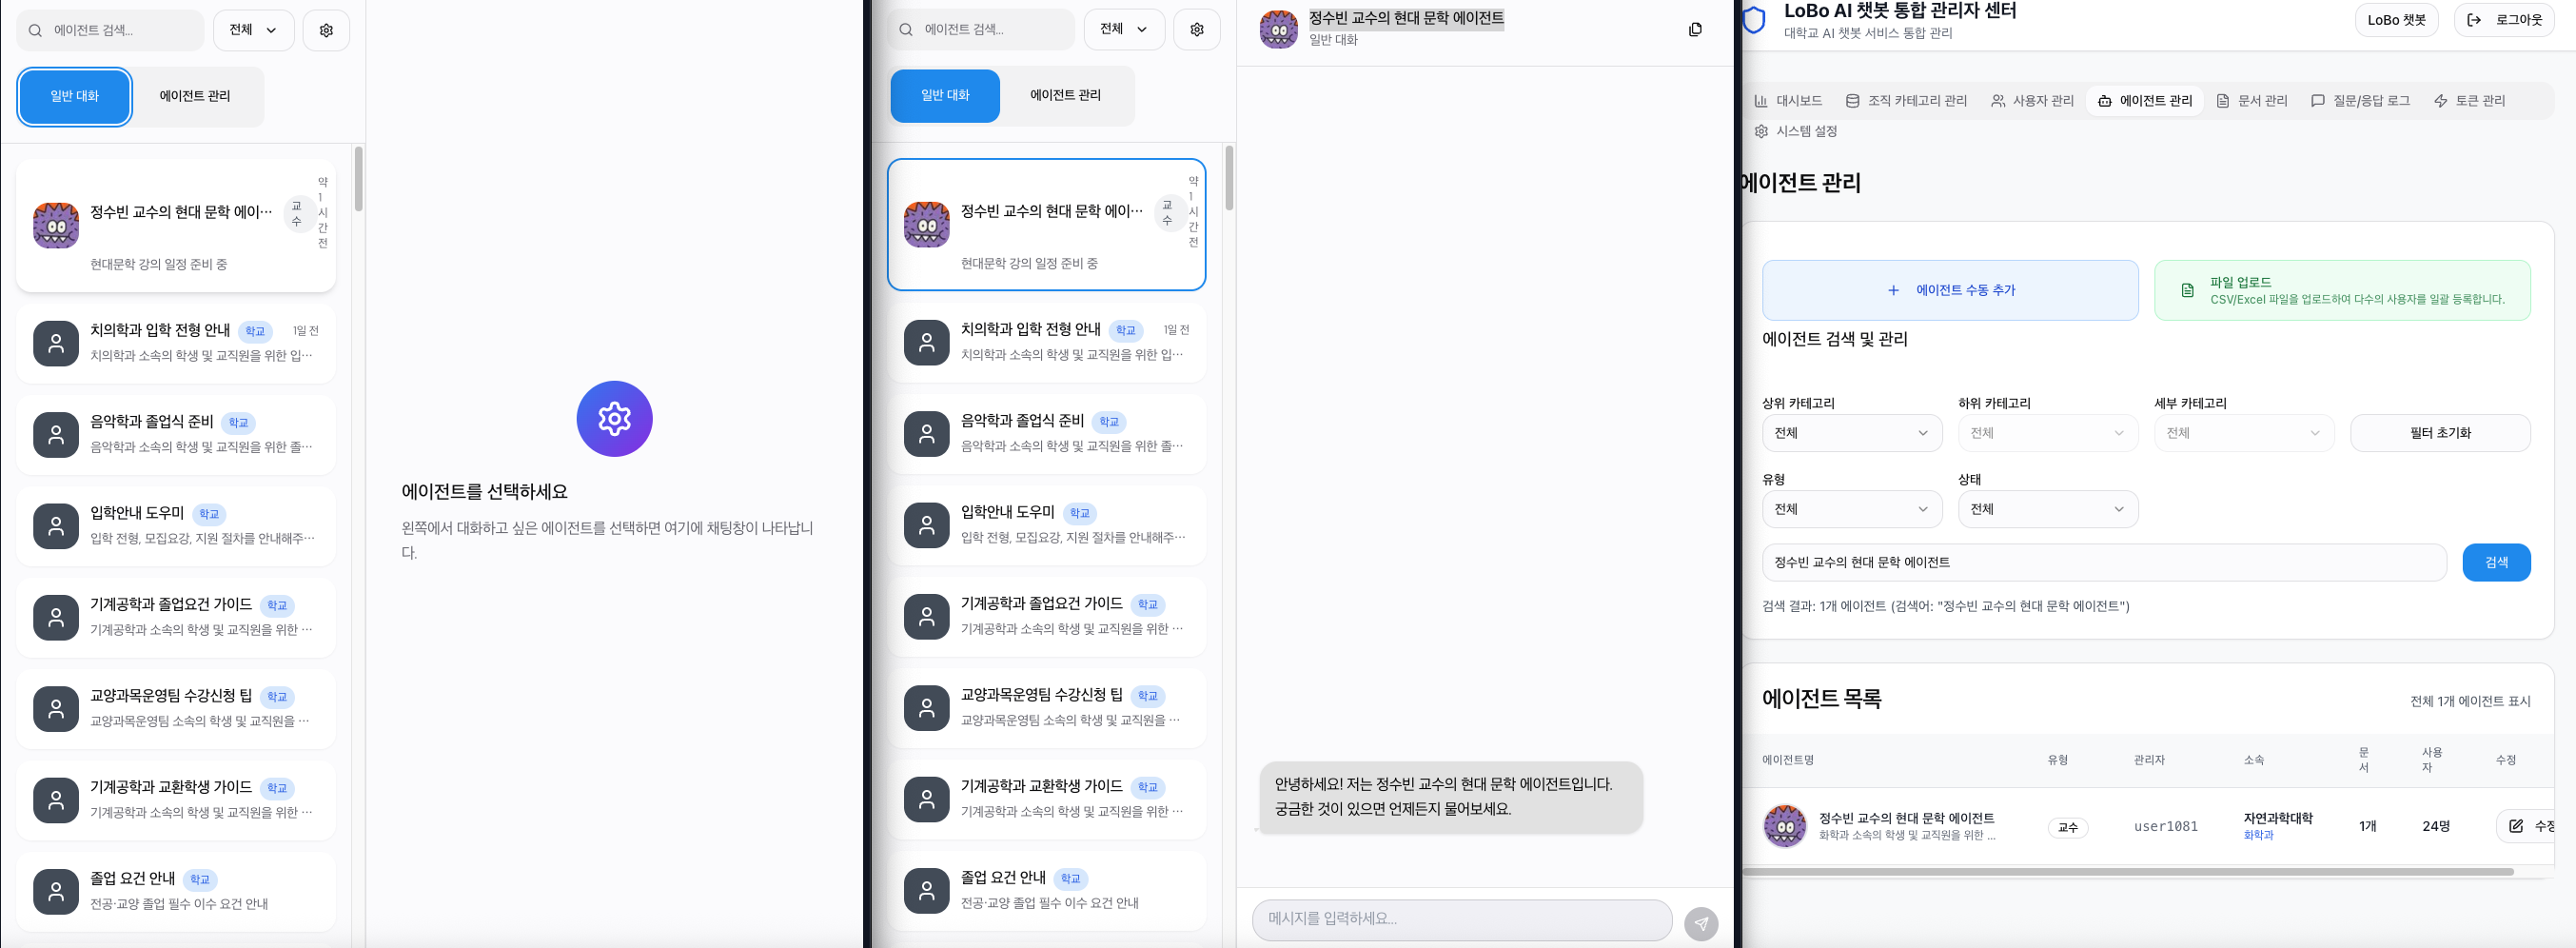 에이전트 검색...
전체
일반 대화
에이전트 관리
정수빈 교수의 현대 문학 에이···
교
수
약
1
시
간
전
현대문학 강의 일정 준비 중
치의학과 입학 전형 안내
학교
1일 전
치의학과 소속의 학생 및 교직원을 위한 입···
음악학과 졸업식 준비
학교
음악학과 소속의 학생 및 교직원을 위한 졸···
입학안내 도우미
학교
입학 전형, 모집요강, 지원 절차를 안내해주···
기계공학과 졸업요건 가이드
학교
기계공학과 소속의 학생 및 교직원을 위한 ···
교양과목운영팀 수강신청 팁
학교
교양과목운영팀 소속의 학생 및 교직원을 ···
기계공학과 교환학생 가이드
학교
기계공학과 소속의 학생 및 교직원을 위한 ···
졸업 요건 안내
학교
전공·교양 졸업 필수 이수 요건 안내
에이전트를 선택하세요
왼쪽에서 대화하고 싶은 에이전트를 선택하면 여기에 채팅창이 나타납니
다.
에이전트 검색...
전체
일반 대화
에이전트 관리
정수빈 교수의 현대 문학 에이···
교
수
약
1
시
간
전
현대문학 강의 일정 준비 중
치의학과 입학 전형 안내
학교
1일 전
치의학과 소속의 학생 및 교직원을 위한 입···
음악학과 졸업식 준비
학교
음악학과 소속의 학생 및 교직원을 위한 졸···
입학안내 도우미
학교
입학 전형, 모집요강, 지원 절차를 안내해주···
기계공학과 졸업요건 가이드
학교
기계공학과 소속의 학생 및 교직원을 위한 ···
교양과목운영팀 수강신청 팁
학교
교양과목운영팀 소속의 학생 및 교직원을 ···
기계공학과 교환학생 가이드
학교
기계공학과 소속의 학생 및 교직원을 위한 ···
졸업 요건 안내
학교
전공·교양 졸업 필수 이수 요건 안내
정수빈 교수의 현대 문학 에이전트
일반 대화
안녕하세요! 저는 정수빈 교수의 현대 문학 에이전트입니다.
궁금한 것이 있으면 언제든지 물어보세요.
메시지를 입력하세요...
LoBo AI 챗봇 통합 관리자 센터
대학교 AI 챗봇 서비스 통합 관리
LoBo 챗봇
로그아웃
대시보드
조직 카테고리 관리
사용자 관리
에이전트 관리
문서 관리
질문/응답 로그
토큰 관리
시스템 설정
에이전트 관리
에이전트 수동 추가
파일 업로드
CSV/Excel 파일을 업로드하여 다수의 사용자를 일괄 등록합니다.
에이전트 검색 및 관리
상위 카테고리
하위 카테고리
세부 카테고리
전체
전체
전체
필터 초기화
유형
상태
전체
전체
정수빈 교수의 현대 문학 에이전트
검색
검색 결과: 1개 에이전트 (검색어: "정수빈 교수의 현대 문학 에이전트")
에이전트 목록
전체 1개 에이전트 표시
에이전트명
유형
관리자
소속
문
서
사용
자
수정
정수빈 교수의 현대 문학 에이전트
화학과 소속의 학생 및 교직원을 위한 ...
교수
user1081
자연과학대학
화학과
1개
24명
수정